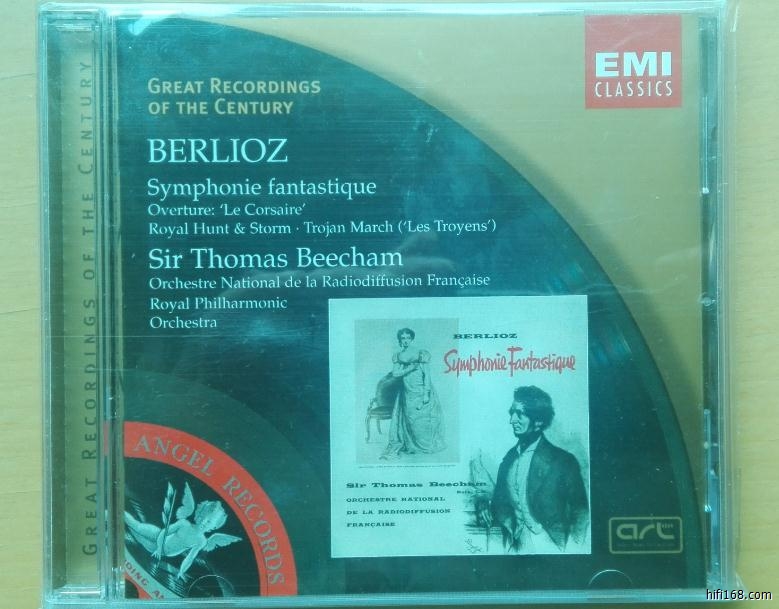 GREAT RECORDINGS OF THE CENTURY
GREAT RECORDINGS
OF THE CENTURY
EMI
CLASSICS
BERLIOZ
Symphonie fantastique
Overture: ‘Le Corsaire’
Royal Hunt & Storm · Trojan March (‘Les Troyens’)
Sir Thomas Beecham
Orchestre National de la Radiodiffusion Française
Royal Philharmonic
Orchestra
BERLIOZ
Symphonie Fantastique
Sir Thomas Beecham
ORCHESTRE NATIONAL
DE LA RADIODIFFUSION
FRANÇAISE
ANGEL RECORDS
art
hifi168.com